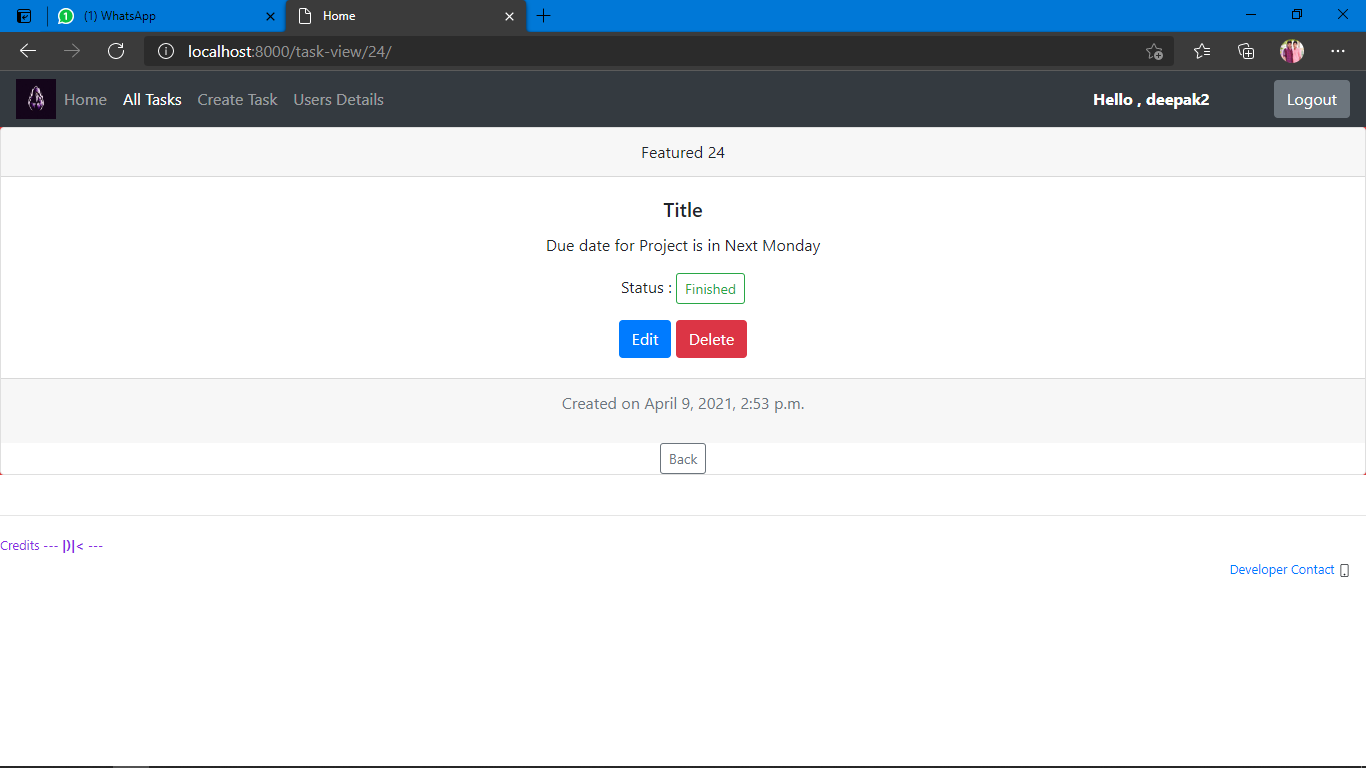 (1) WhatsApp
Home
localhost:8000/task-view/24/
Home All Tasks Create Task Users Details Hello , deepak2 Logout
Featured 24
Title
Due date for Project is in Next Monday
Status : Finished
Edit Delete
Created on April 9, 2021, 2:53 p.m.
Back
Credits --- |)|< ---
Developer Contact